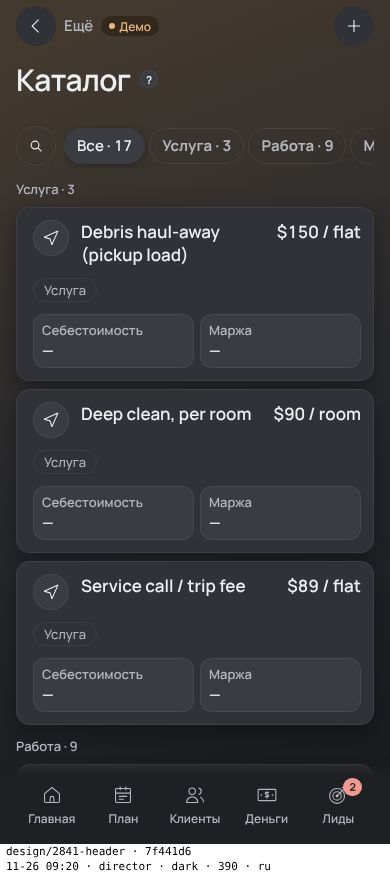 Ещё
Демо
Каталог ?
Все · 17
Услуга · 3
Работа · 9
М
Услуга · 3
Debris haul-away
(pickup load)
$150 / flat
Услуга
Себестоимость
—
Маржа
—
Deep clean, per room
$90 / room
Услуга
Себестоимость
—
Маржа
—
Service call / trip fee
$89 / flat
Услуга
Себестоимость
—
Маржа
—
Работа · 9
Главная
План
Клиенты
Деньги
2
Лиды
design/2841-header · 7f441d6
11-26 09:20 · director · dark · 390 · ru